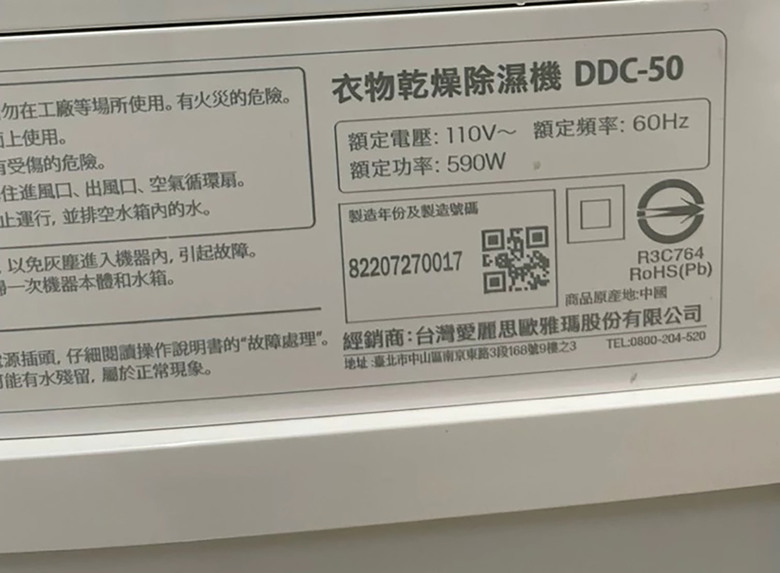 勿在工廠等場所使用。有火災的危險。
上使用。
有受傷的危險。
住進風口、出風口、空氣循環扇。
止運行, 並排空水箱內的水。
, 以免灰塵進入機器內, 引起故障。
一次機器本體和水箱。
電源插頭, 仔細閱讀操作說明書的“故障處理”。
可能有水殘留, 屬於正常現象。
衣物乾燥除濕機 DDC-50
額定電壓: 110V～ 額定頻率: 60Hz
額定功率: 590W
製造年份及製造號碼
82207270017
R3C764
RoHS(Pb)
商品原產地:中國
經銷商:台灣愛麗思歐雅瑪股份有限公司
地址:臺北市中山區南京東路3段168號9樓之3 TEL:0800-204-520